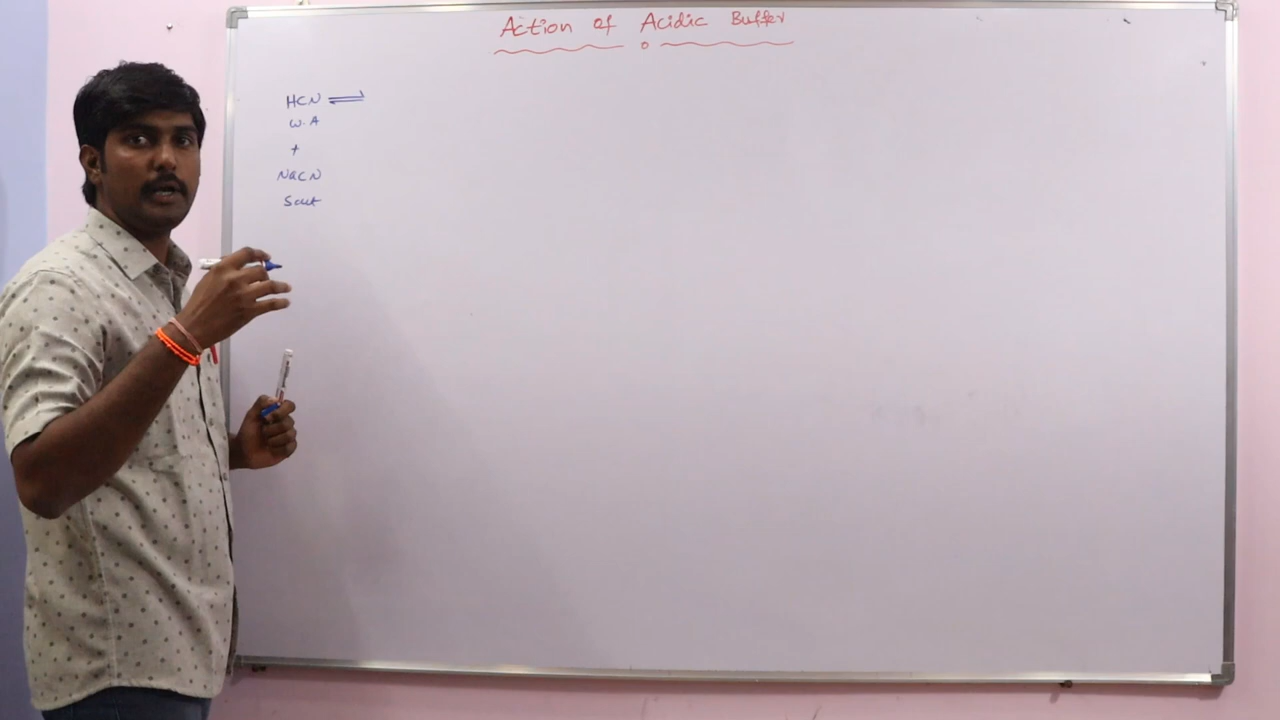 Action of Acidic Buffer
HCN ⇌
W.A
+
NaCN
Salt